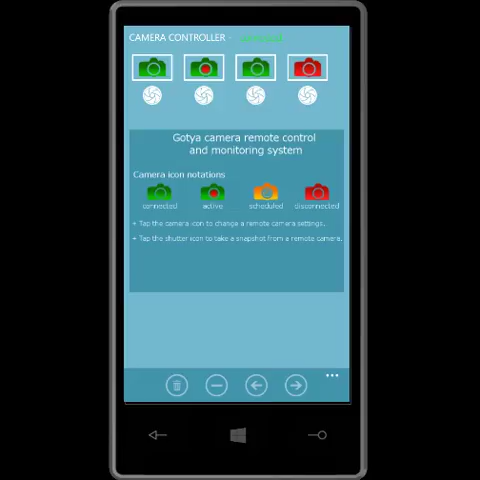 CAMERA CONTROLLER -
Gotya camera remote control
and monitoring system
Camera icon notations
connected active scheduled disconnected
+ Tap the camera icon to change a remote camera settings.
+ Tap the shutter icon to take a snapshot from a remote camera.